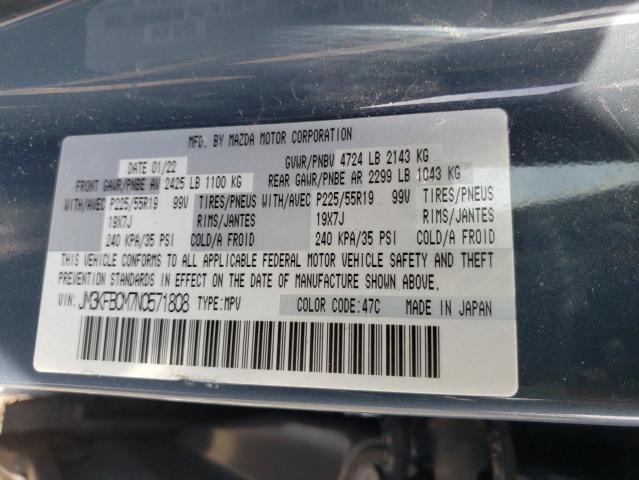 MFD. BY MAZDA MOTOR CORPORATION
DATE 01/22 GVWR/PNBV 4724 LB 2143 KG
FRONT GAWR/PNBE AV 2425 LB 1100 KG REAR GAWR/PNBE AR 2299 LB 1043 KG
WITH/AVEC P225/55R19 99V TIRES/PNEUS WITH/AVEC P225/55R19 99V TIRES/PNEUS
19X7J RIMS/JANTES 19X7J RIMS/JANTES
240 KPA/35 PSI COLD/A FROID 240 KPA/35 PSI COLD/A FROID
THIS VEHICLE CONFORMS TO ALL APPLICABLE FEDERAL MOTOR VEHICLE SAFETY AND THEFT
PREVENTION STANDARDS IN EFFECT ON THE DATE OF MANUFACTURE SHOWN ABOVE.
VIN: JM3KFBCM7N0571808 TYPE:MPV COLOR CODE:47C MADE IN JAPAN